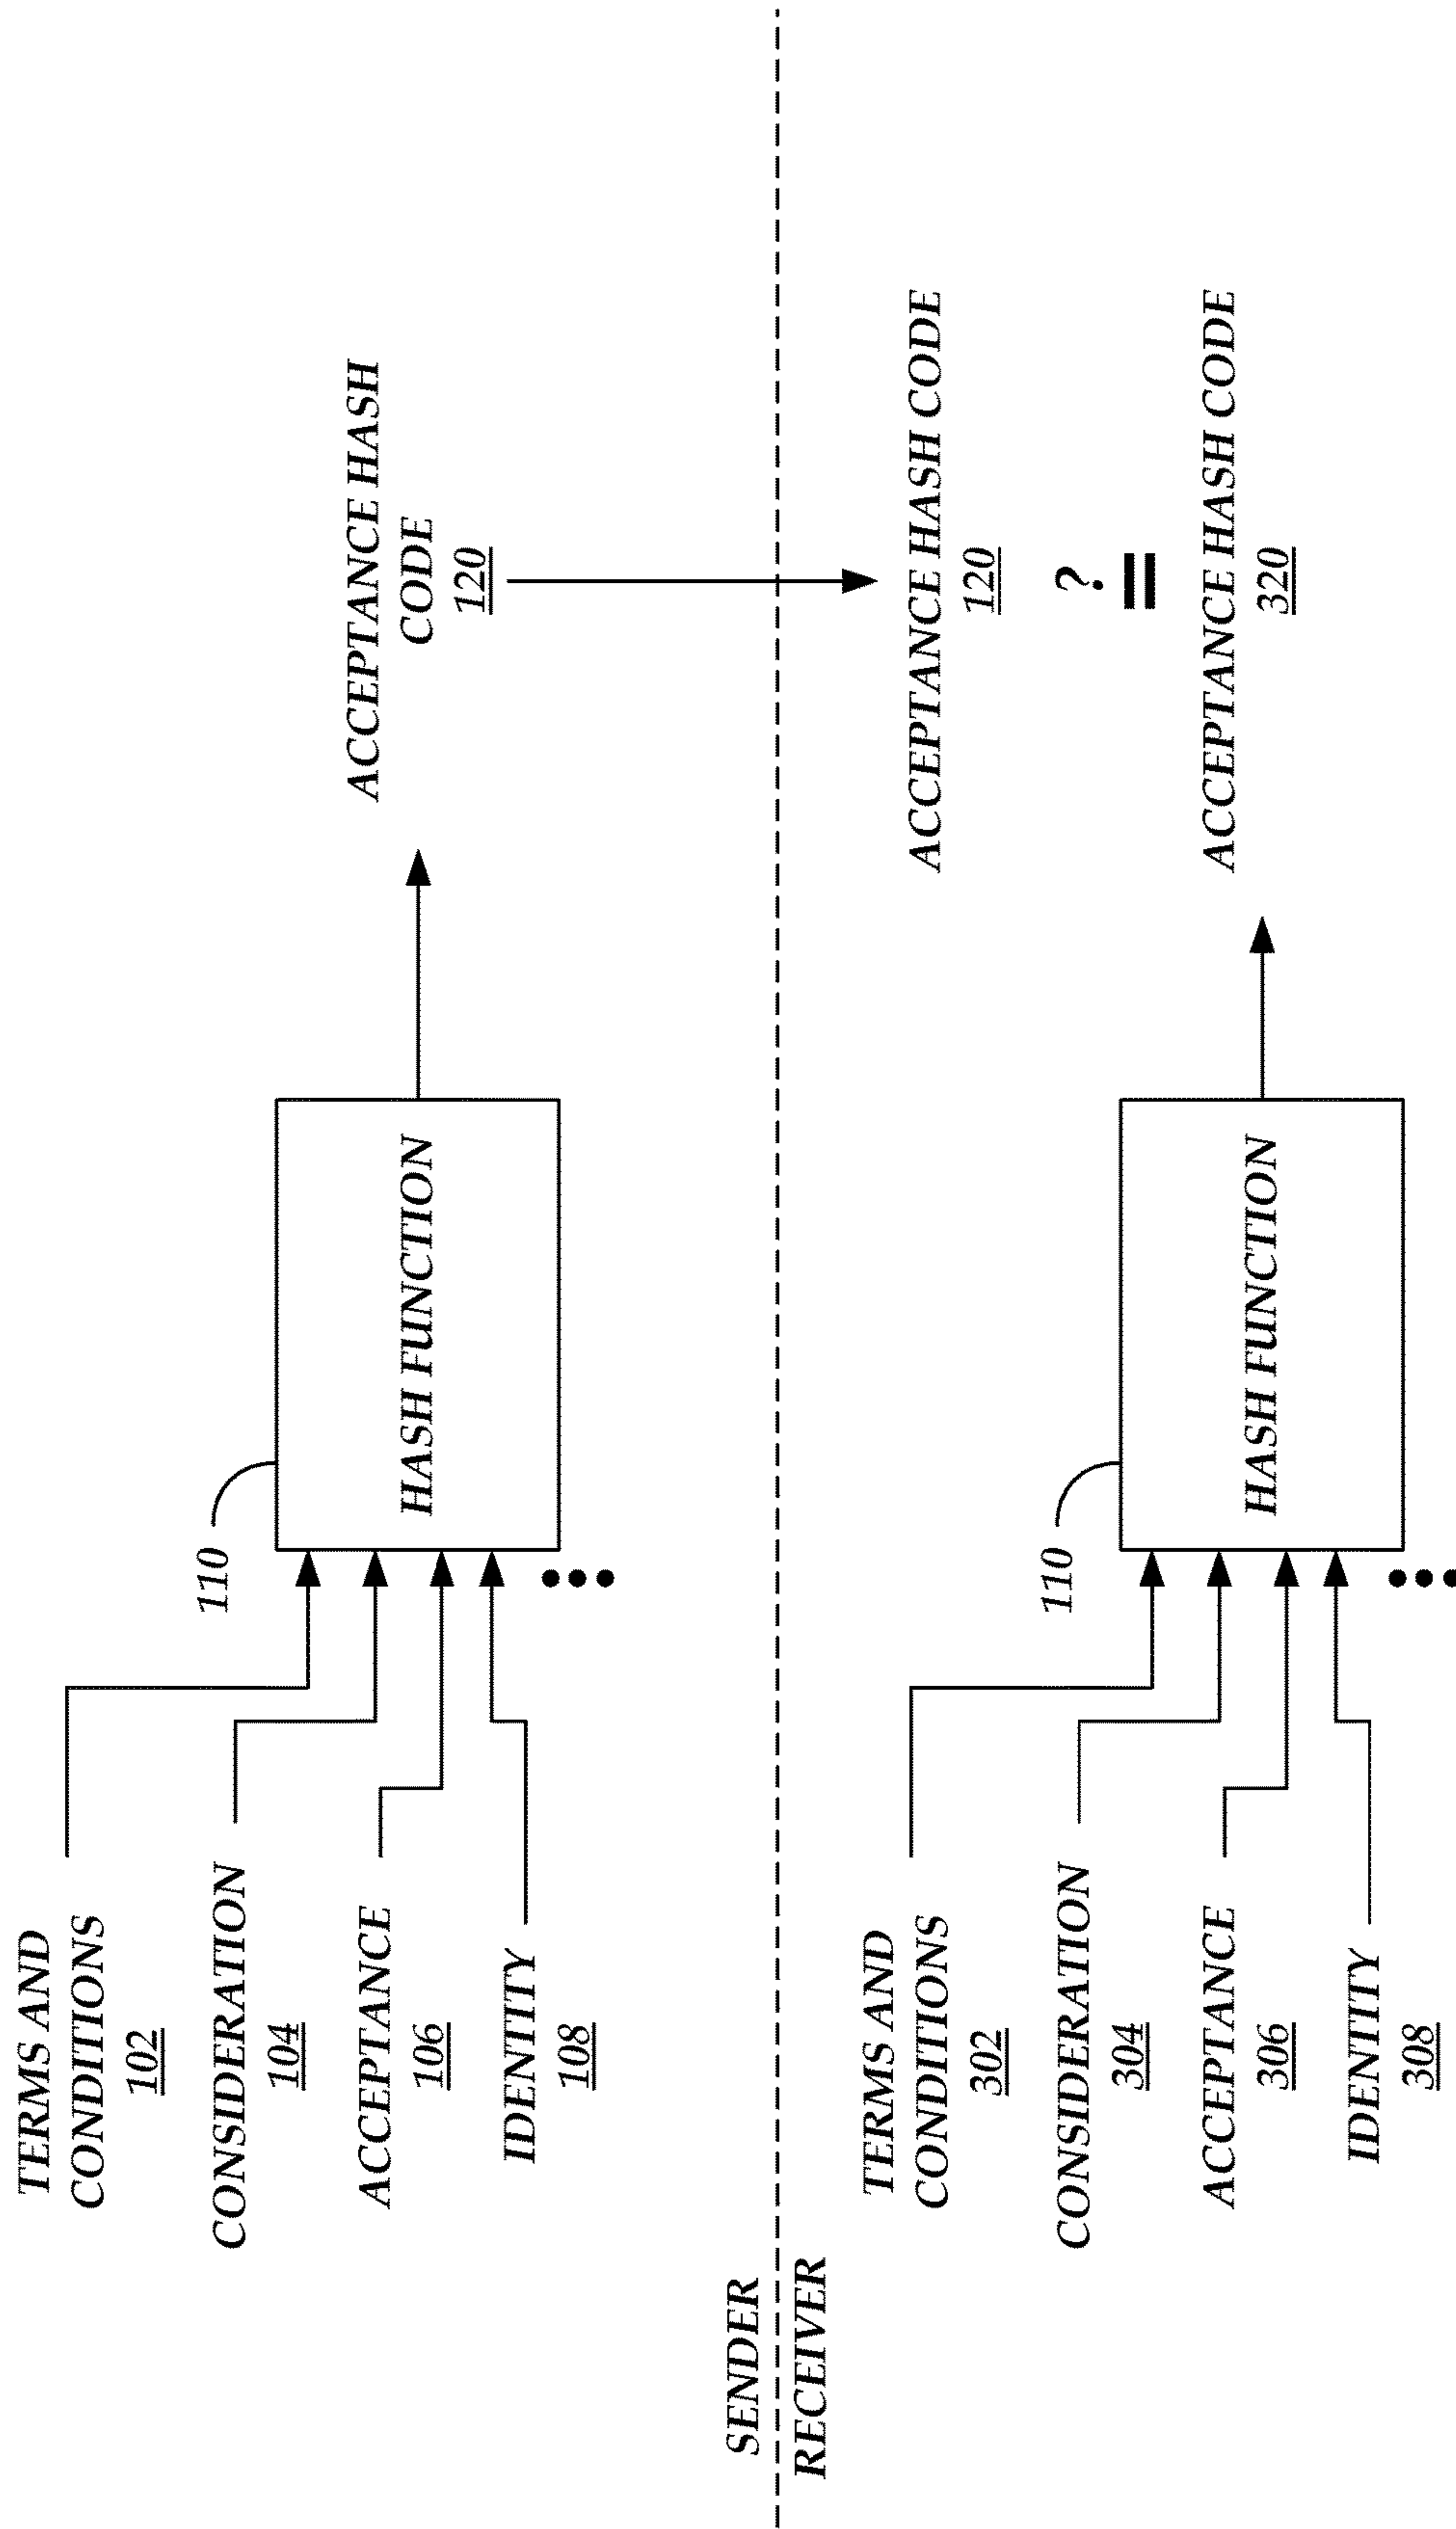 TERMS AND
CONDITIONS
102
CONSIDERATION
104
ACCEPTANCE
106
IDENTITY
108
110
HASH FUNCTION
ACCEPTANCE HASH
CODE
120
SENDER
RECEIVER
TERMS AND
CONDITIONS
302
CONSIDERATION
304
ACCEPTANCE
306
IDENTITY
308
110
HASH FUNCTION
ACCEPTANCE HASH CODE
120
?
=
ACCEPTANCE HASH CODE
320